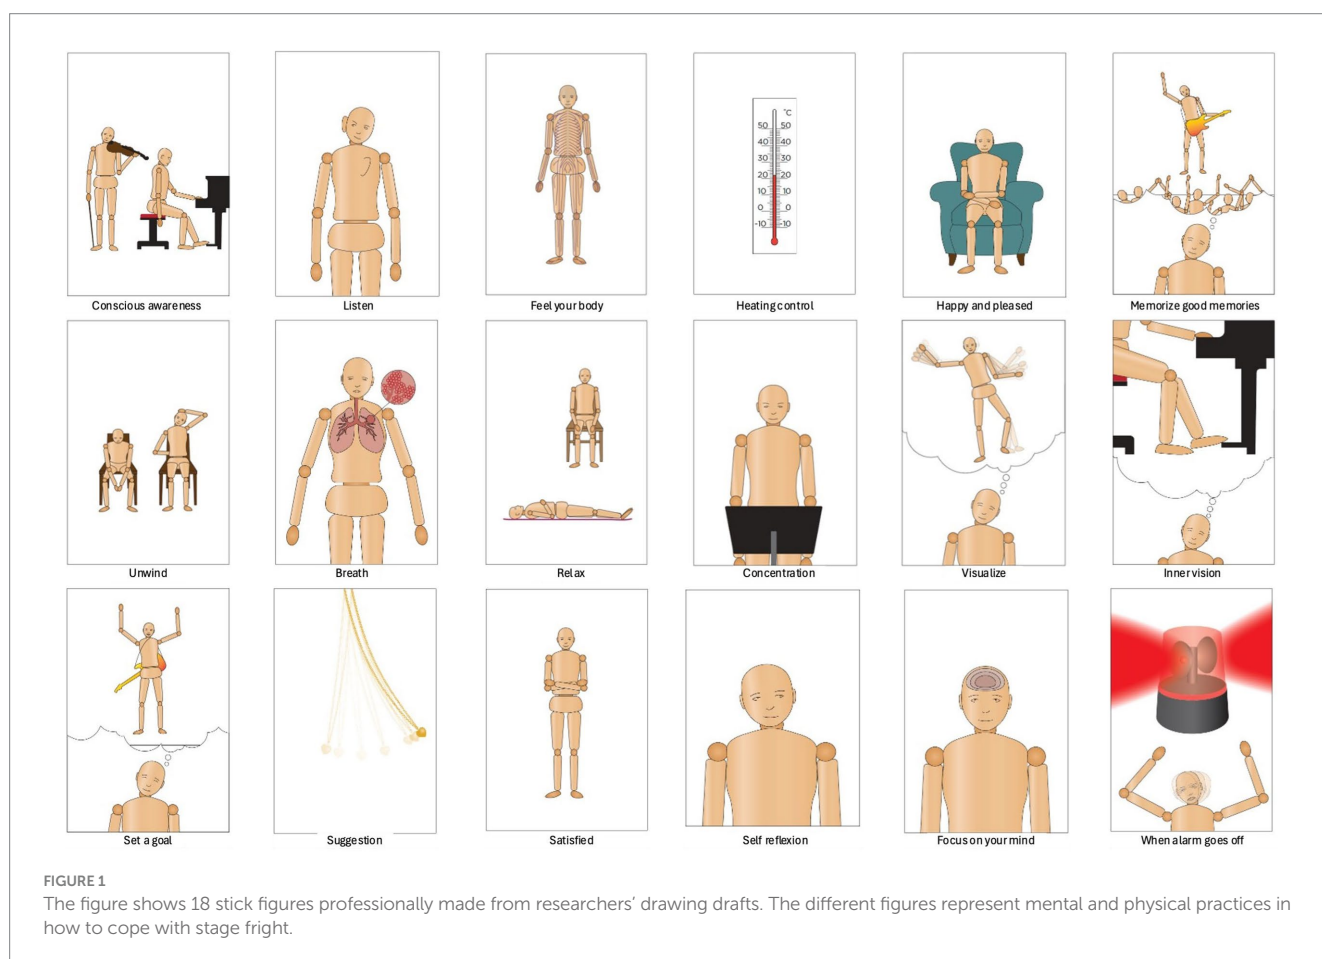 °C
50 50
40 40
30 30
20 20
10 10
0 0
-10 -10
Conscious awareness
Listen
Feel your body
Heating control
Happy and pleased
Memorize good memories
Unwind
Breath
Relax
Concentration
Visualize
Inner vision
Set a goal
Suggestion
Satisfied
Self reflexion
Focus on your mind
When alarm goes off
FIGURE 1
The figure shows 18 stick figures professionally made from researchers’ drawing drafts. The different figures represent mental and physical practices in
how to cope with stage fright.